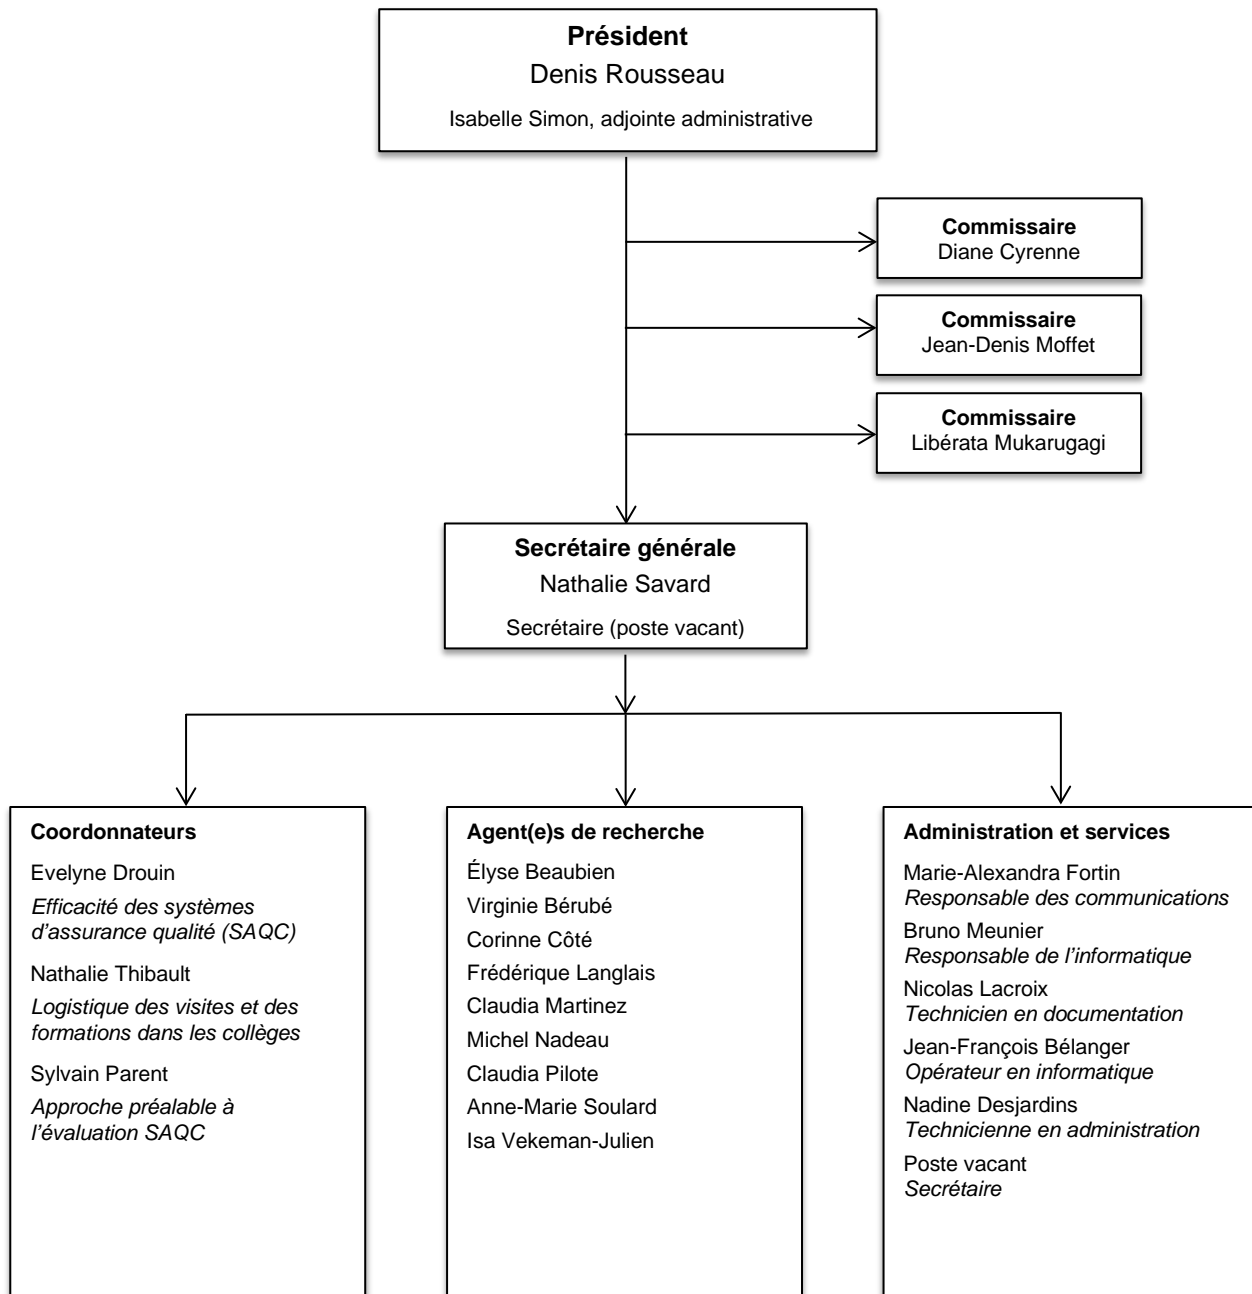 Président
Denis Rousseau
Isabelle Simon, adjointe administrative
Commissaire
Diane Cyrenne
Commissaire
Jean-Denis Moffet
Commissaire
Libérata Mukarugagi
Secrétaire générale
Nathalie Savard
Secrétaire (poste vacant)
Coordonnateurs
Evelyne Drouin
Efficacité des systèmes
d’assurance qualité (SAQC)
Nathalie Thibault
Logistique des visites et des
formations dans les collèges
Sylvain Parent
Approche préalable à
l’évaluation SAQC
Agent(e)s de recherche
Élyse Beaubien
Virginie Bérubé
Corinne Côté
Frédérique Langlais
Claudia Martinez
Michel Nadeau
Claudia Pilote
Anne-Marie Soulard
Isa Vekeman-Julien
Administration et services
Marie-Alexandra Fortin
Responsable des communications
Bruno Meunier
Responsable de l’informatique
Nicolas Lacroix
Technicien en documentation
Jean-François Bélanger
Opérateur en informatique
Nadine Desjardins
Technicienne en administration
Poste vacant
Secrétaire